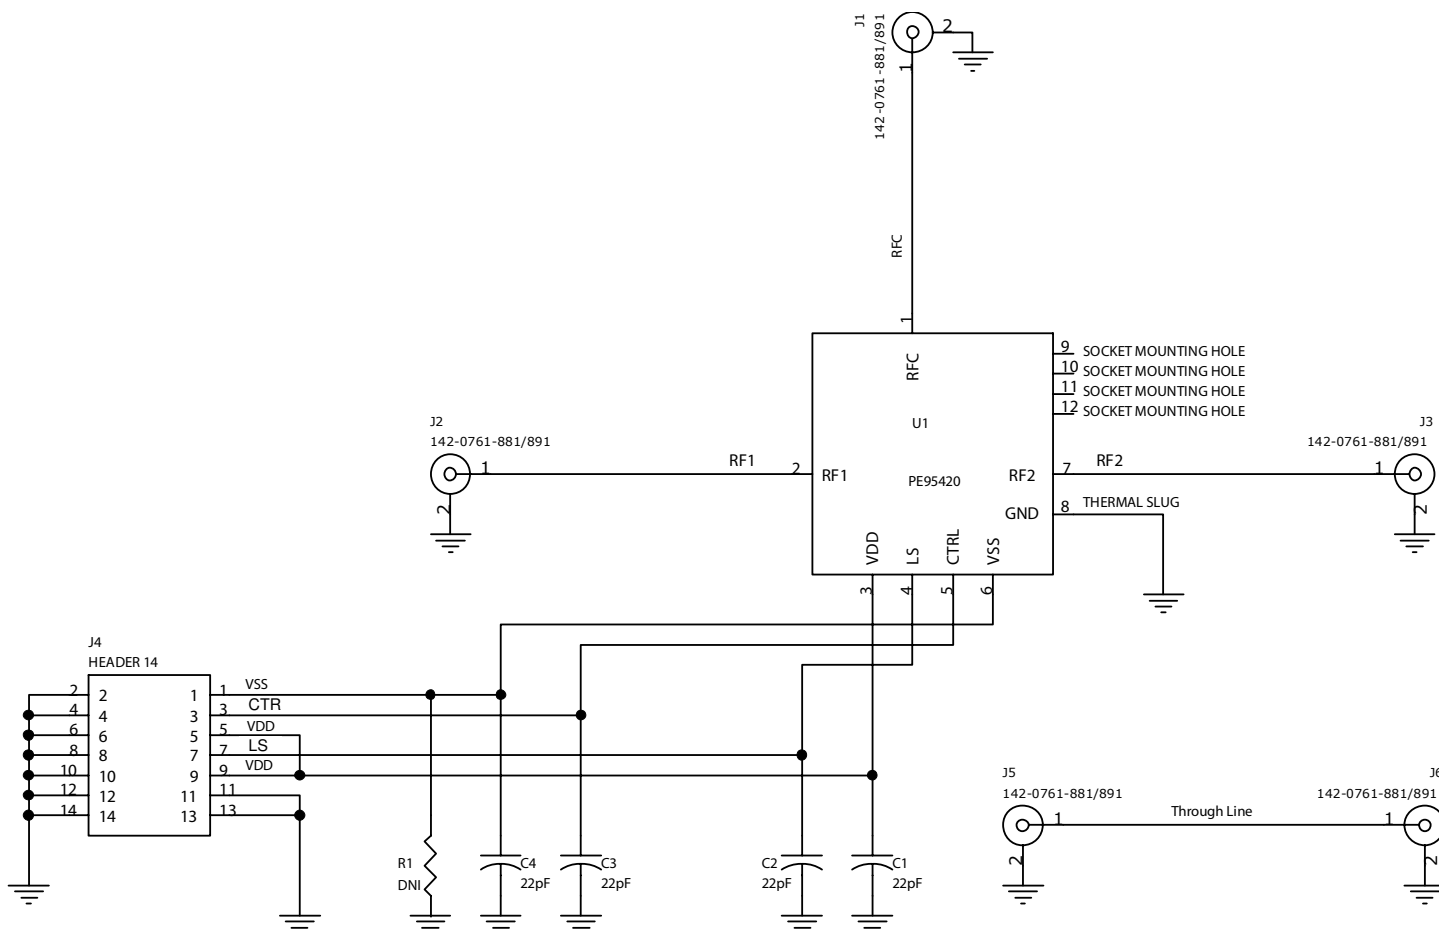 J1
142-0761-881/891
2
1
RFC
1
RFC
9 SOCKET MOUNTING HOLE
10 SOCKET MOUNTING HOLE
11 SOCKET MOUNTING HOLE
12 SOCKET MOUNTING HOLE
U1
PE95420
J2
142-0761-881/891
1
2
RF1
2
RF1
RF2
7
RF2
J3
142-0761-881/891
1
2
GND
8
THERMAL SLUG
VDD
LS
CTRL
VSS
3
4
5
6
J4
HEADER 14
2 2 1 1 VSS
4 4 3 3 CTR
6 6 5 5 VDD
8 8 7 7 LS
10 10 9 9 VDD
12 12 11 11
14 14 13 13
R1
DNI
C4
22pF
C3
22pF
C2
22pF
C1
22pF
J5
142-0761-881/891
1
2
Through Line
J6
142-0761-881/891
1
2